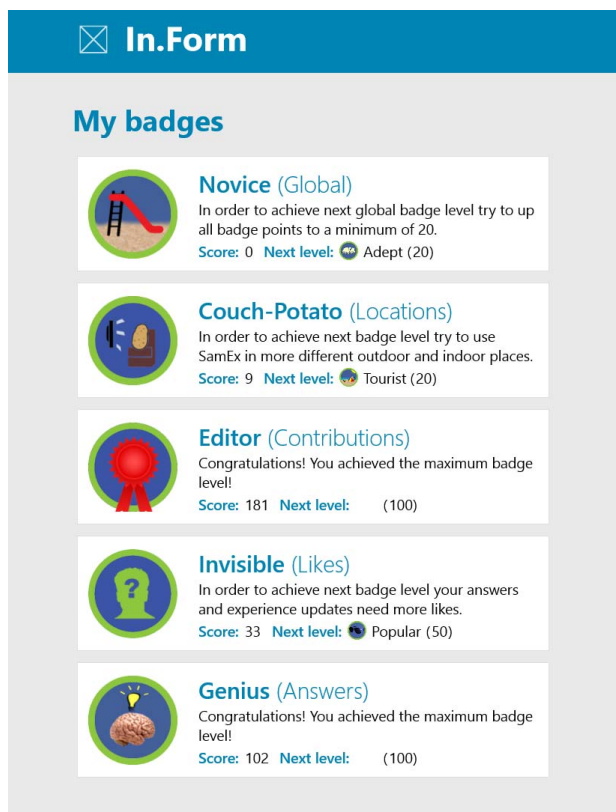 In.Form
My badges
Novice (Global)
In order to achieve next global badge level try to up
all badge points to a minimum of 20.
Score: 0 Next level: Adept (20)
Couch-Potato (Locations)
In order to achieve next badge level try to use
SamEx in more different outdoor and indoor places.
Score: 9 Next level: Tourist (20)
Editor (Contributions)
Congratulations! You achieved the maximum badge
level!
Score: 181 Next level: (100)
Invisible (Likes)
?
In order to achieve next badge level your answers
and experience updates need more likes.
Score: 33 Next level: Popular (50)
Genius (Answers)
Congratulations! You achieved the maximum badge
level!
Score: 102 Next level: (100)